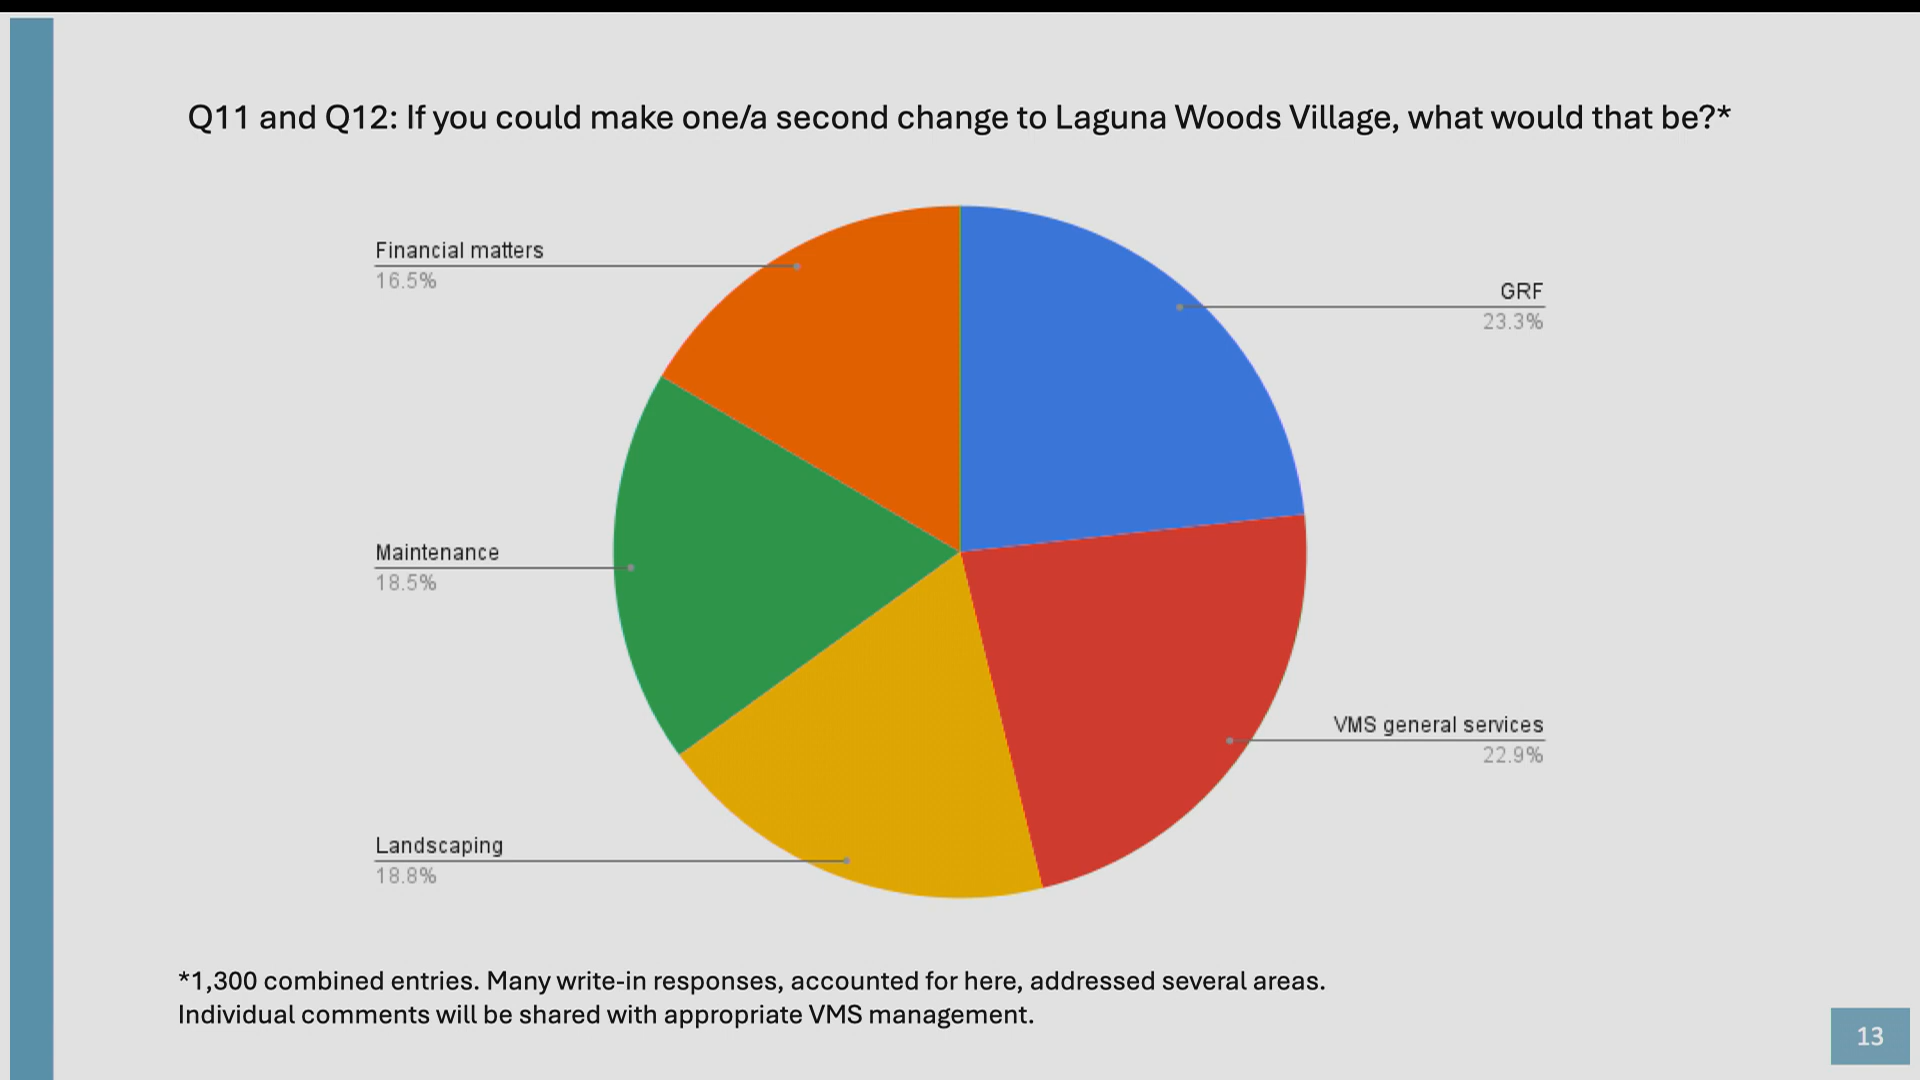 Q11 and Q12: If you could make one/a second change to Laguna Woods Village, what would that be?*
Financial matters
16.5%
GRF
23.3%
Maintenance
18.5%
VMS general services
22.9%
Landscaping
18.8%
*1,300 combined entries. Many write-in responses, accounted for here, addressed several areas.
Individual comments will be shared with appropriate VMS management.
13